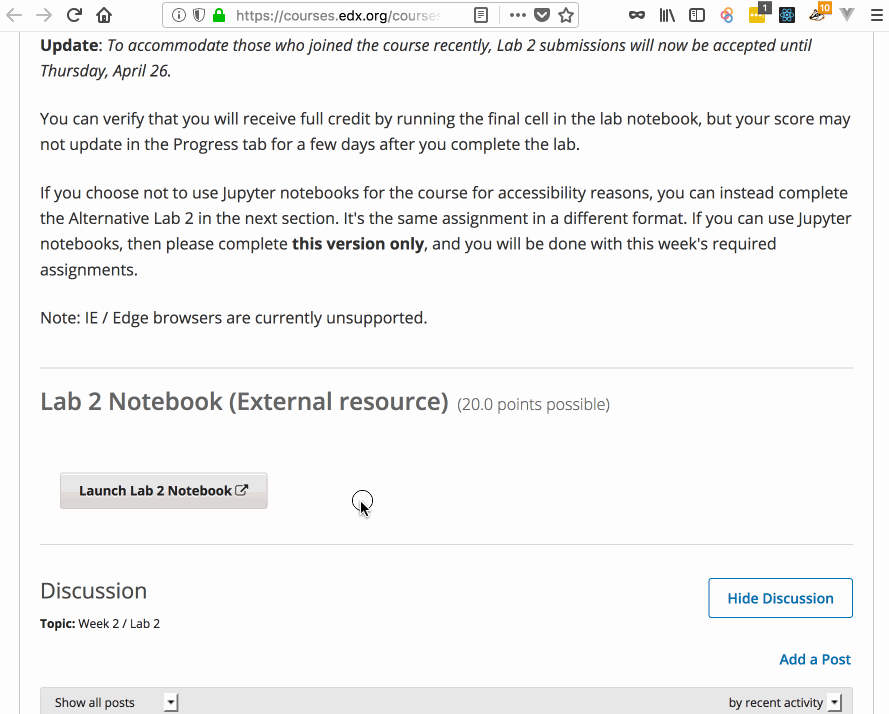 https://courses.edx.org/course
1
10
Update: To accommodate those who joined the course recently, Lab 2 submissions will now be accepted until
Thursday, April 26.
You can verify that you will receive full credit by running the final cell in the lab notebook, but your score may
not update in the Progress tab for a few days after you complete the lab.
If you choose not to use Jupyter notebooks for the course for accessibility reasons, you can instead complete
the Alternative Lab 2 in the next section. It's the same assignment in a different format. If you can use Jupyter
notebooks, then please complete this version only, and you will be done with this week's required
assignments.
Note: IE / Edge browsers are currently unsupported.
Lab 2 Notebook (External resource) (20.0 points possible)
Launch Lab 2 Notebook
Discussion
Hide Discussion
Topic: Week 2 / Lab 2
Add a Post
Show all posts by recent activity